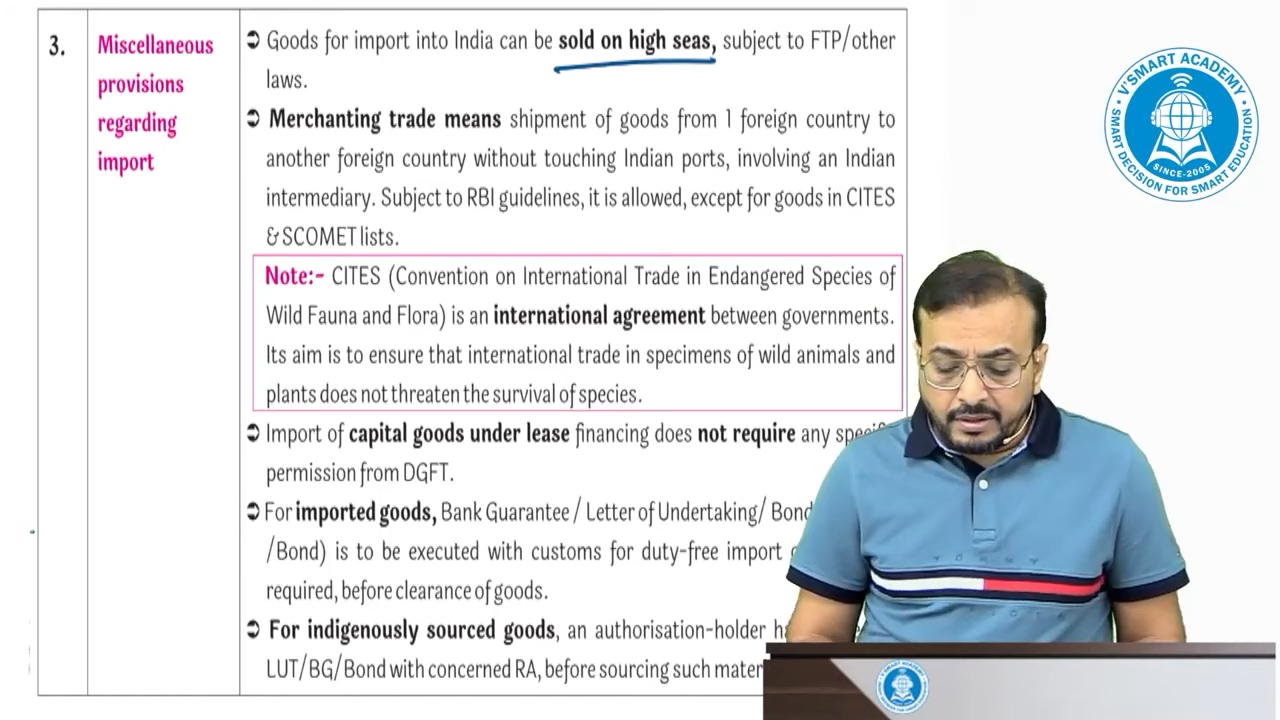 3.
Miscellaneous
provisions
regarding
import
➲ Goods for import into India can be sold on high seas, subject to FTP/other
laws.
➲ Merchanting trade means shipment of goods from 1 foreign country to
another foreign country without touching Indian ports, involving an Indian
intermediary. Subject to RBI guidelines, it is allowed, except for goods in CITES
& SCOMET lists.
Note:- CITES (Convention on International Trade in Endangered Species of
Wild Fauna and Flora) is an international agreement between governments.
Its aim is to ensure that international trade in specimens of wild animals and
plants does not threaten the survival of species.
➲ Import of capital goods under lease financing does not require any
permission from DGFT.
➲ For imported goods, Bank Guarantee / Letter of Undertaking/ Bond
/Bond) is to be executed with customs for duty-free import
required, before clearance of goods.
➲ For indigenously sourced goods, an authorisation-holder
LUT/BG/Bond with concerned RA, before sourcing such
V'SMART ACADEMY
SINCE-2005
SMART DECISION FOR SMART EDUCATION